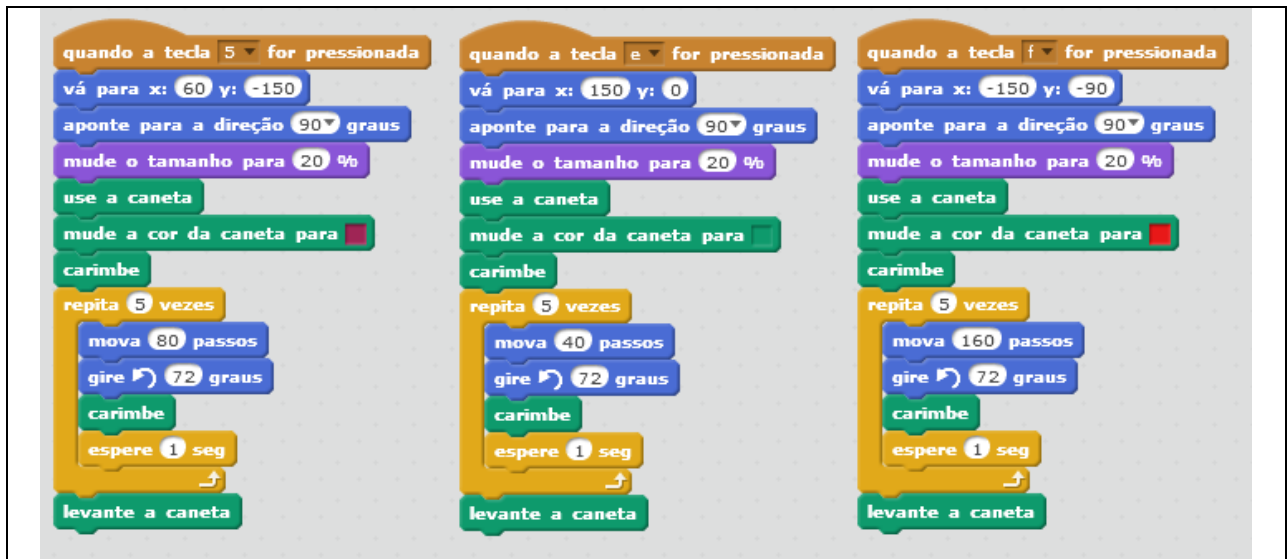 quando a tecla 5 for pressionada
vá para x: 60 y: -150
aponte para a direção 90 graus
mude o tamanho para 20 %
use a caneta
mude a cor da caneta para
carimbe
repita 5 vezes
mova 80 passos
gire 72 graus
carimbe
espere 1 seg
levante a caneta
quando a tecla e for pressionada
vá para x: 150 y: 0
aponte para a direção 90 graus
mude o tamanho para 20 %
use a caneta
mude a cor da caneta para
carimbe
repita 5 vezes
mova 40 passos
gire 72 graus
carimbe
espere 1 seg
levante a caneta
quando a tecla f for pressionada
vá para x: -150 y: -90
aponte para a direção 90 graus
mude o tamanho para 20 %
use a caneta
mude a cor da caneta para
carimbe
repita 5 vezes
mova 160 passos
gire 72 graus
carimbe
espere 1 seg
levante a caneta